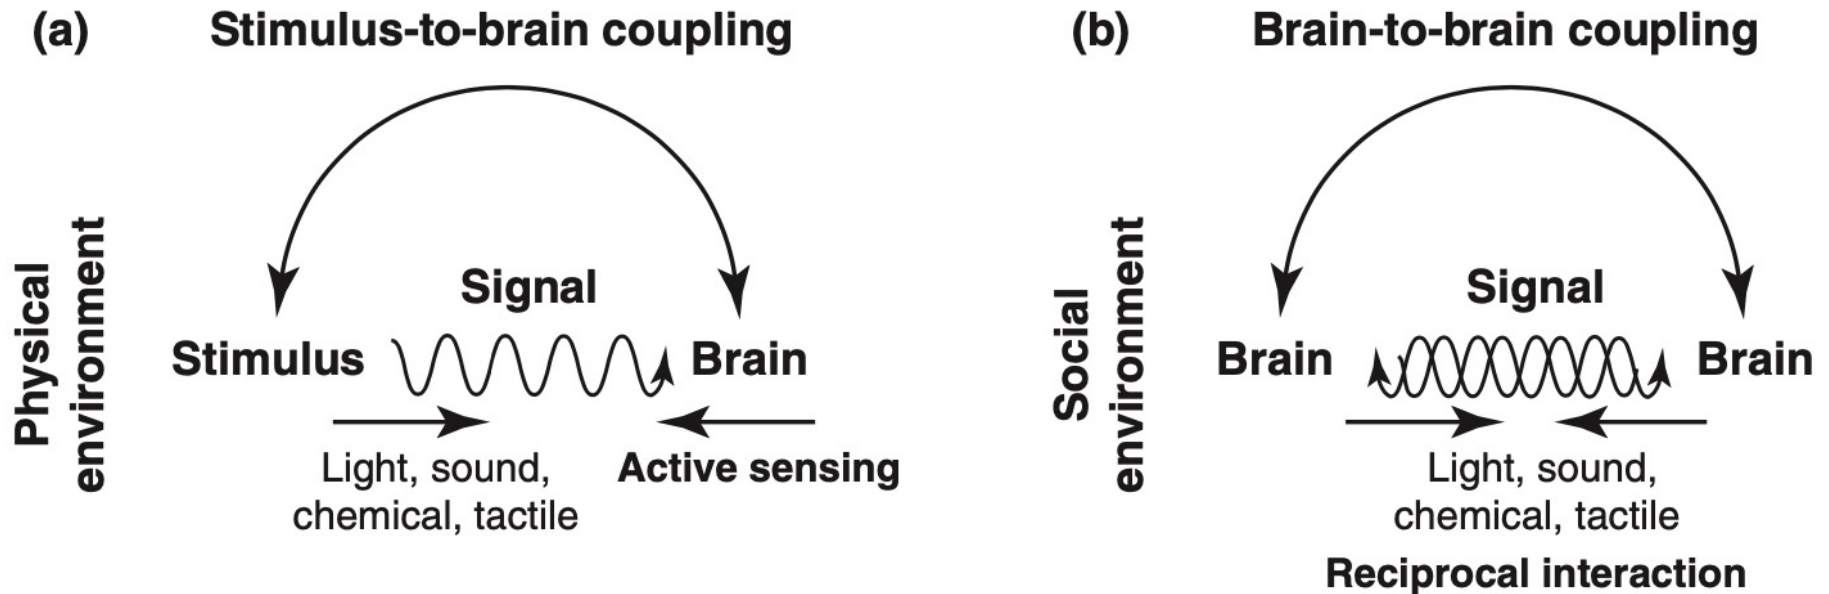 (a)
Stimulus-to-brain coupling
Physical
environment
Signal
Stimulus
Brain
Light, sound,
chemical, tactile
Active sensing
(b)
Brain-to-brain coupling
Social
environment
Signal
Brain
Brain
Light, sound,
chemical, tactile
Reciprocal interaction